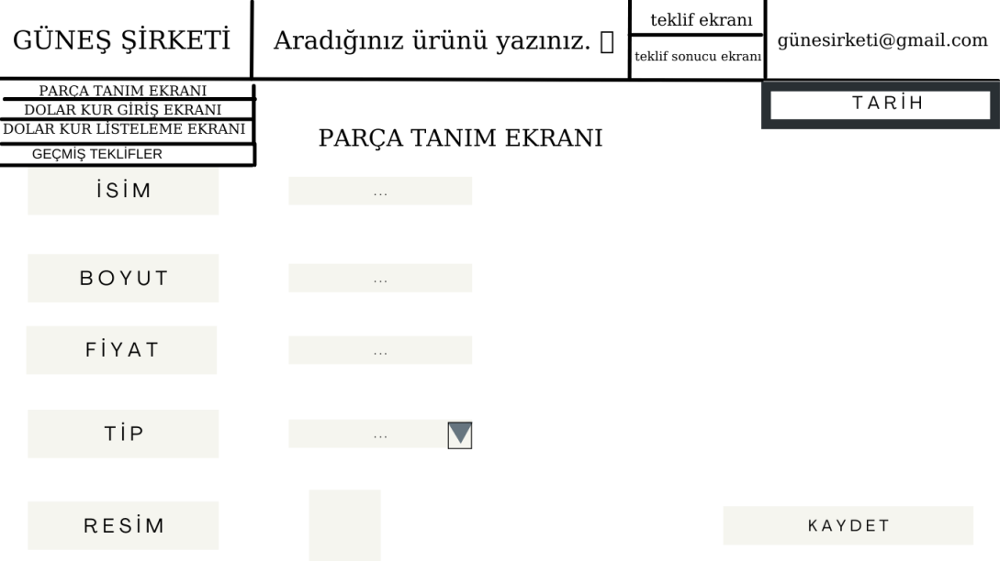 GÜNEŞ ŞİRKETİ
Aradığınız ürünü yazınız.
teklif ekranı
teklif sonucu ekranı
günesirketi@gmail.com
PARÇA TANIM EKRANI
DOLAR KUR GİRİŞ EKRANI
DOLAR KUR LİSTELEME EKRANI
GEÇMİŞ TEKLİFLER
TARİH
PARÇA TANIM EKRANI
İSİM
...
BOYUT
...
FİYAT
...
TİP
...
RESİM
KAYDET